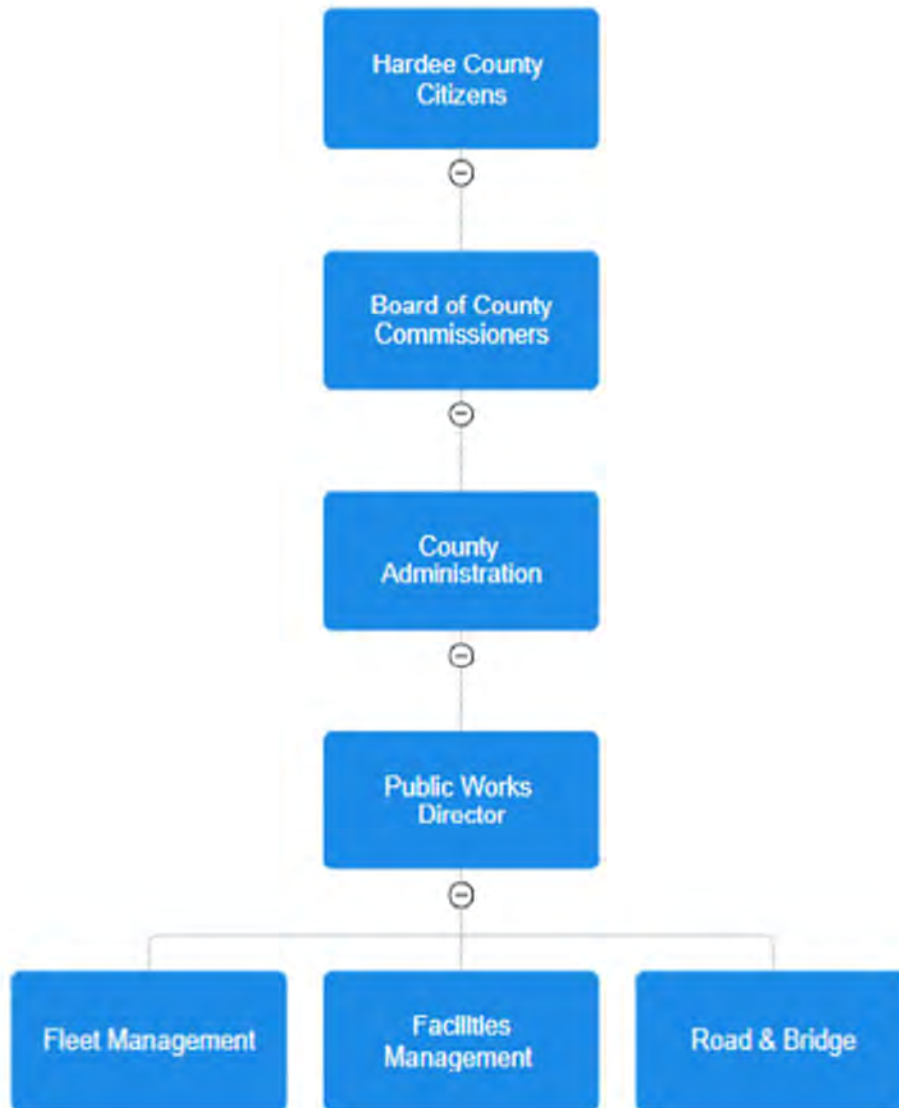 Hardee County
Citizens
Board of County
Commissioners
County
Administration
Public Works
Director
Fleet Management
Facilities
Management
Road & Bridge